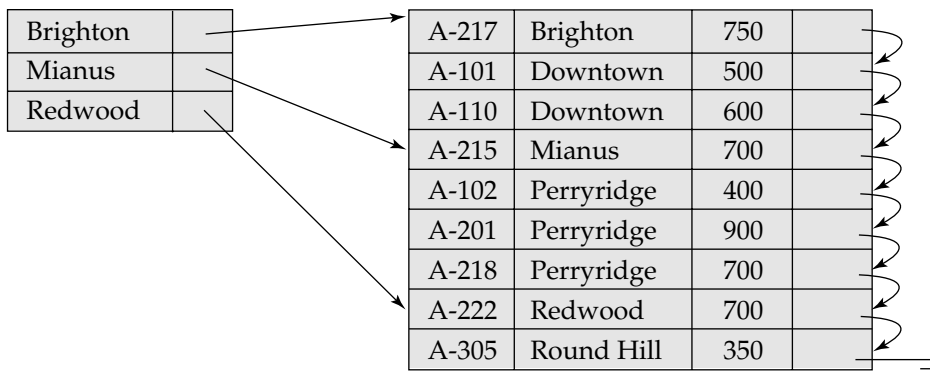 Brighton
Mianus
Redwood
A-217 Brighton 750
A-101 Downtown 500
A-110 Downtown 600
A-215 Mianus 700
A-102 Perryridge 400
A-201 Perryridge 900
A-218 Perryridge 700
A-222 Redwood 700
A-305 Round Hill 350